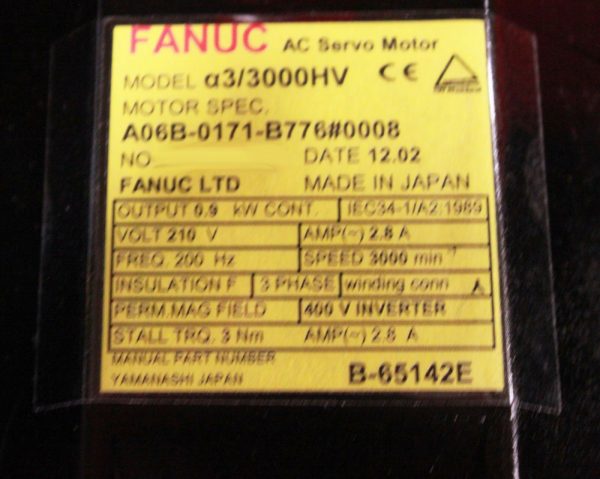 FANUC AC Servo Motor
MODEL α3/3000HV CE
MOTOR SPEC.
A06B-0171-B776#0008
NO. DATE 12.02
FANUC LTD MADE IN JAPAN
OUTPUT 0.9 kW CONT. IEC34-1/A2:1989
VOLT 210 V AMP(~) 2.8 A
FREQ. 200 Hz SPEED 3000 min⁻¹
INSULATION F 3 PHASE winding conn
PERM.MAG FIELD 400 V INVERTER
STALL TRQ. 3 Nm AMP(~) 2.8 A
MANUAL PART NUMBER
YAMANASHI JAPAN B-65142E